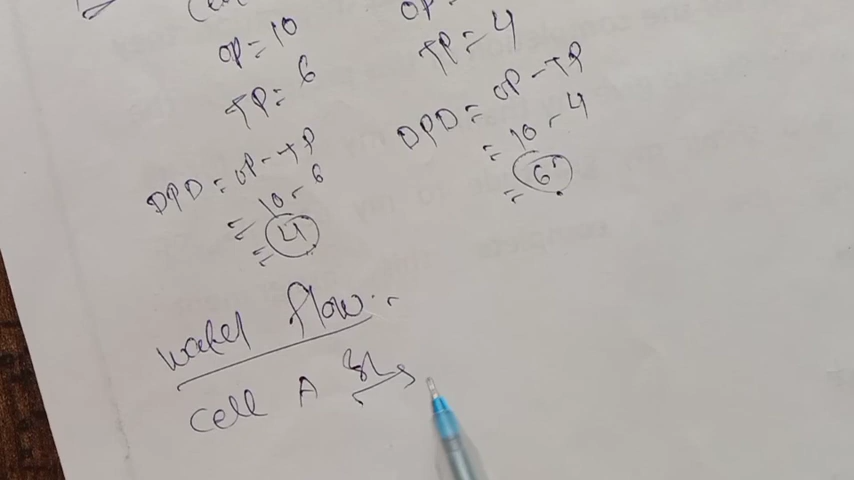 OP = 10
TP = 6
DPD = OP - TP
= 10 - 6
= 4
OP =
TP = 4
DPD = OP - TP
= 10 - 4
= 6
water flow :-
Cell A